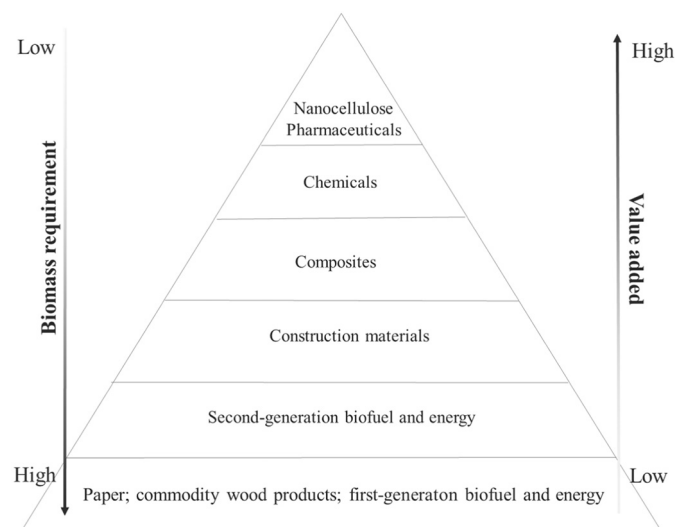 Low
High
Nanocellulose
Pharmaceuticals
Chemicals
Biomass requirement
Value added
Composites
Construction materials
Second-generation biofuel and energy
High
Low
Paper; commodity wood products; first-generaton biofuel and energy